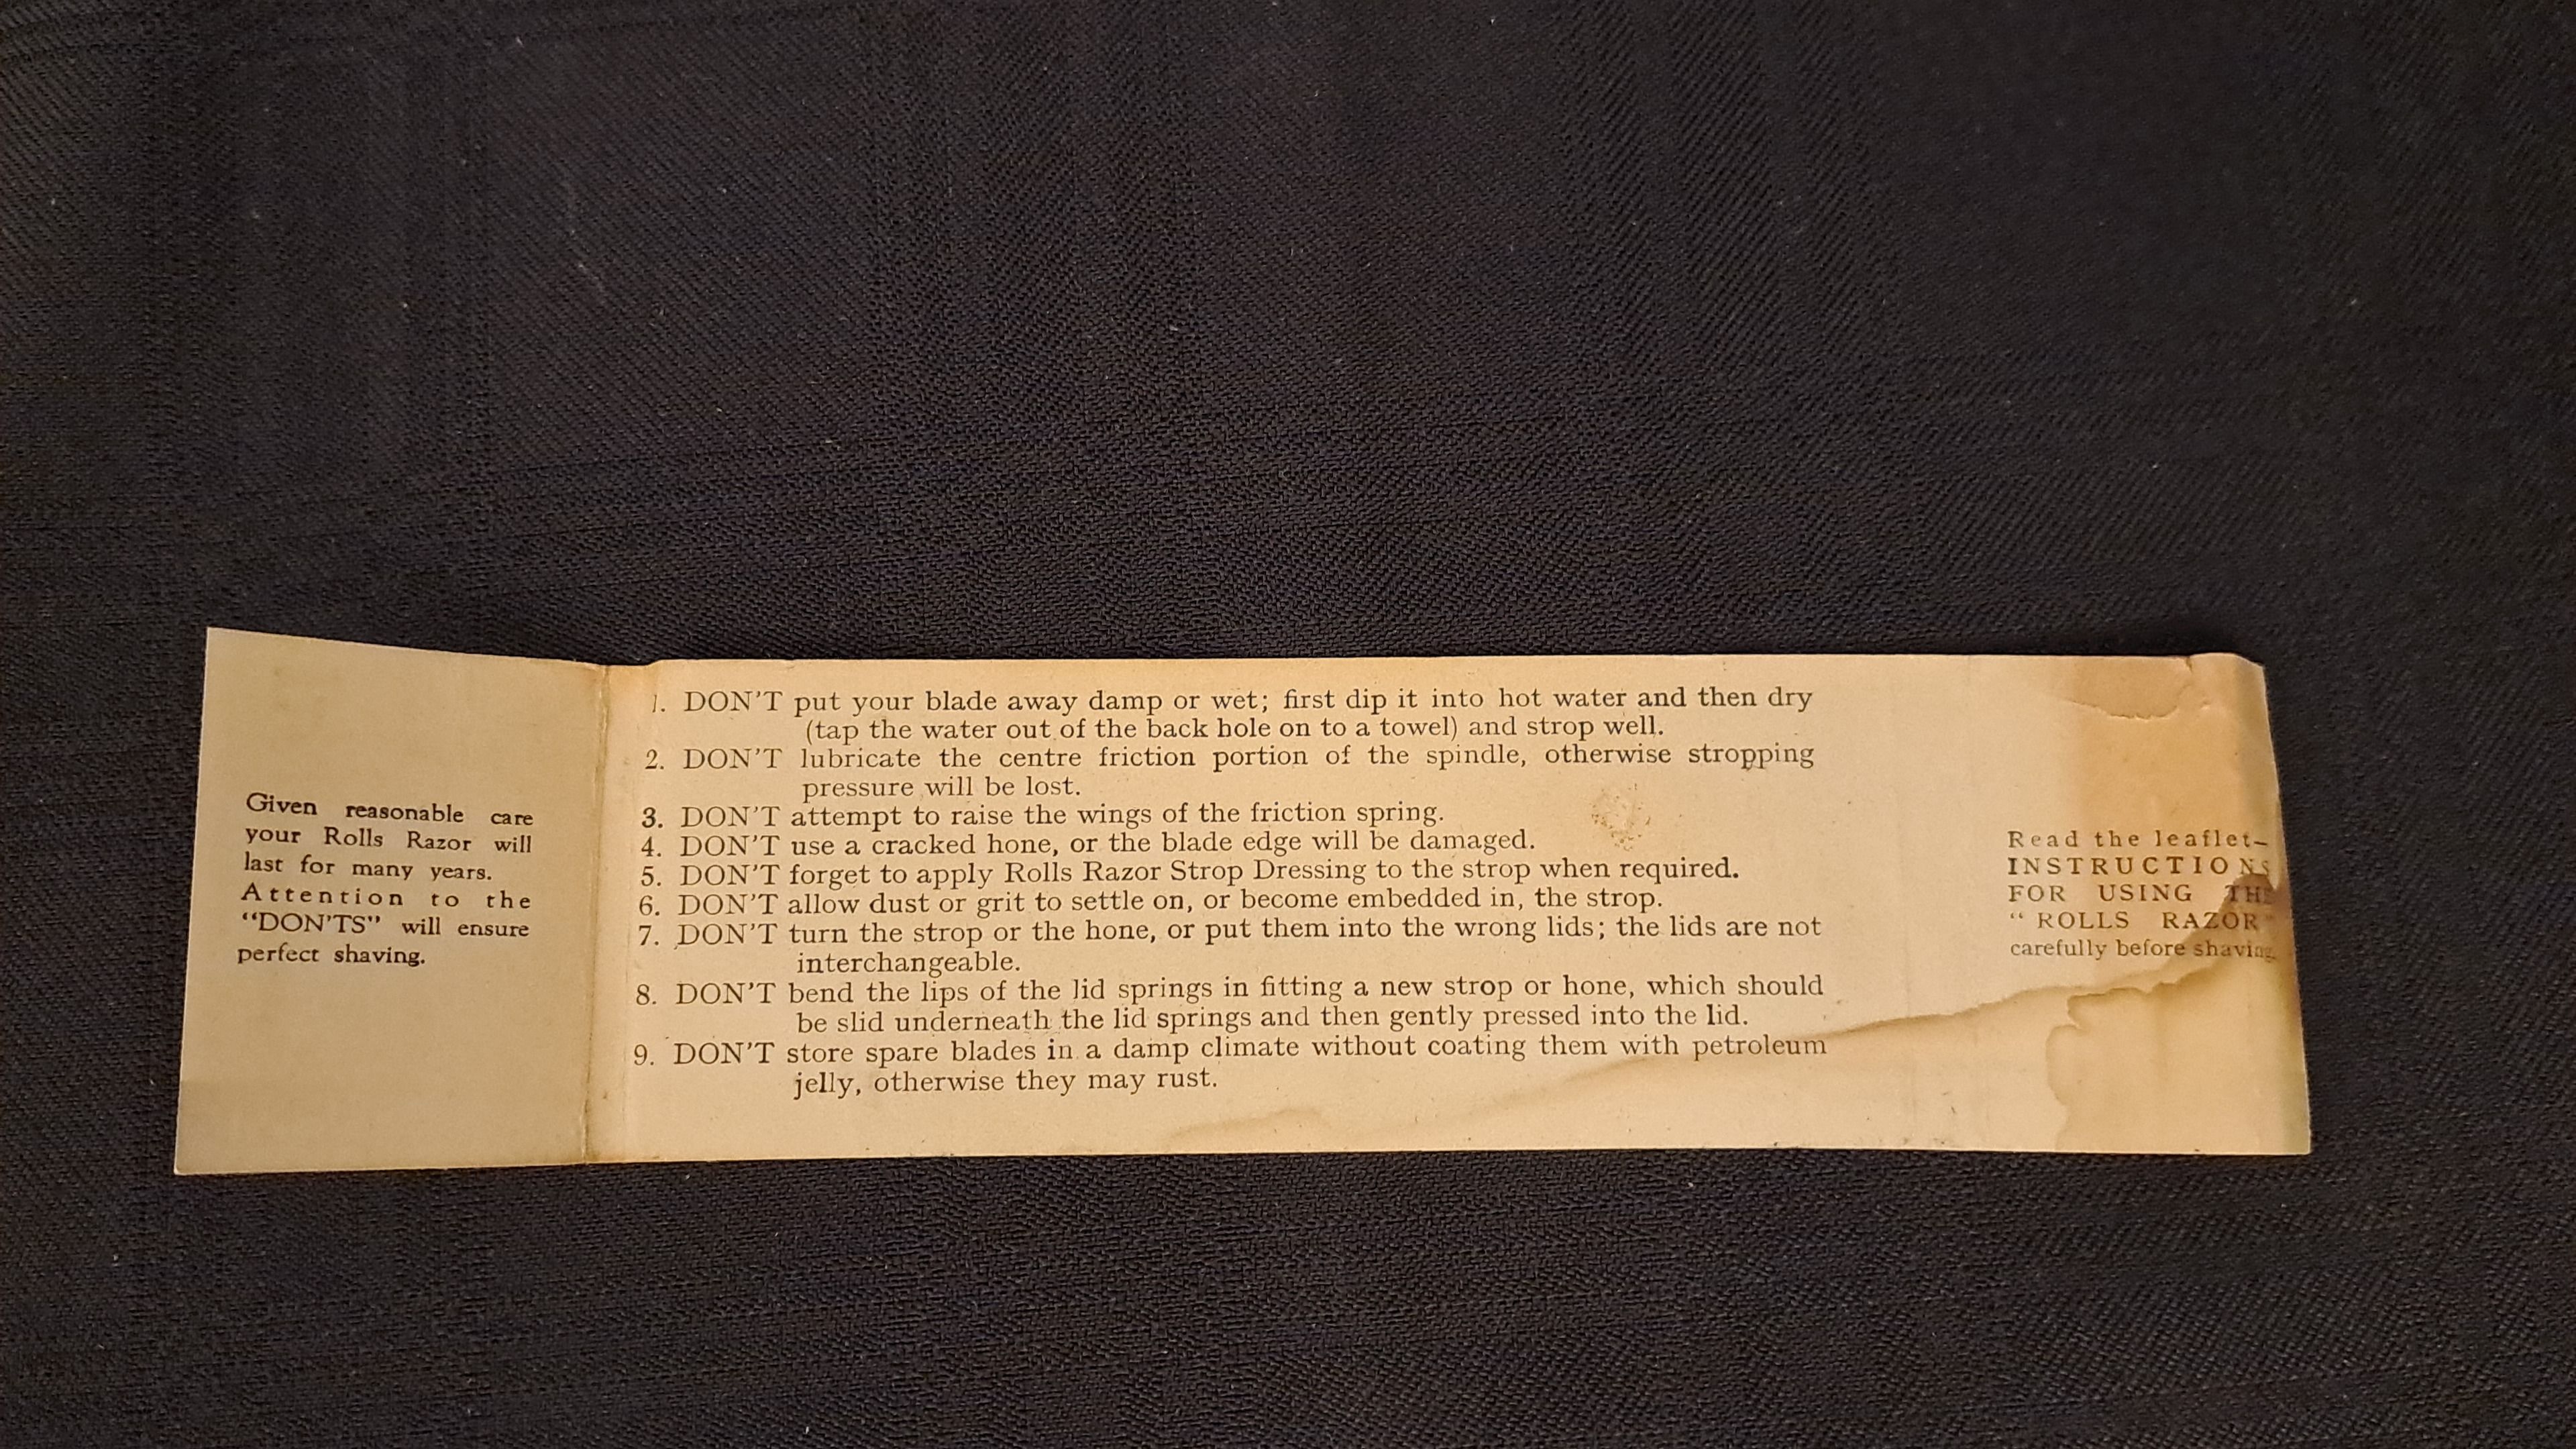 Given reasonable care
your Rolls Razor will
last for many years.
Attention to the
"DON'TS" will ensure
perfect shaving.
1. DON'T put your blade away damp or wet; first dip it into hot water and then dry
(tap the water out of the back hole on to a towel) and strop well.
2. DON'T lubricate the centre friction portion of the spindle, otherwise stropping
pressure will be lost.
3. DON'T attempt to raise the wings of the friction spring.
4. DON'T use a cracked hone, or the blade edge will be damaged.
5. DON'T forget to apply Rolls Razor Strop Dressing to the strop when required.
6. DON'T allow dust or grit to settle on, or become embedded in, the strop.
7. DON'T turn the strop or the hone, or put them into the wrong lids; the lids are not
interchangeable.
8. DON'T bend the lips of the lid springs in fitting a new strop or hone, which should
be slid underneath the lid springs and then gently pressed into the lid.
9. DON'T store spare blades in a damp climate without coating them with petroleum
jelly, otherwise they may rust.
Read the leaflet–
INSTRUCTIONS
FOR USING THE
"ROLLS RAZOR"
carefully before shaving.